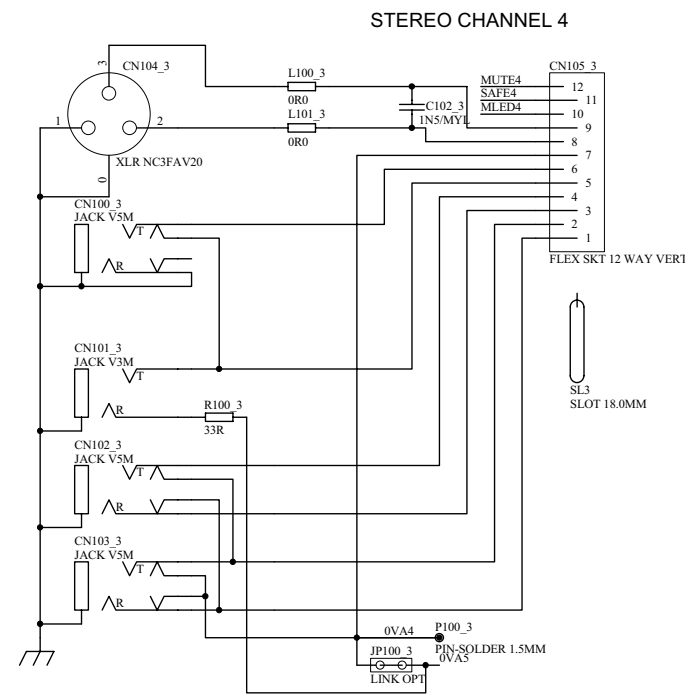 STEREO CHANNEL 4
CN104_3
3
1
2
0
XLR NC3FAV20
L100_3
0R0
L101_3
0R0
C102_3
1N5/MYL
CN105_3
MUTE4
SAFE4
MLED4
12
11
10
9
8
7
6
5
4
3
2
1
FLEX SKT 12 WAY VERT
CN100_3
JACK V5M
T
R
SL3
SLOT 18.0MM
CN101_3
JACK V3M
T
R
R100_3
33R
CN102_3
JACK V5M
T
R
CN103_3
JACK V5M
T
R
0VA4
P100_3
PIN-SOLDER 1.5MM
JP100_3
0VA5
LINK OPT